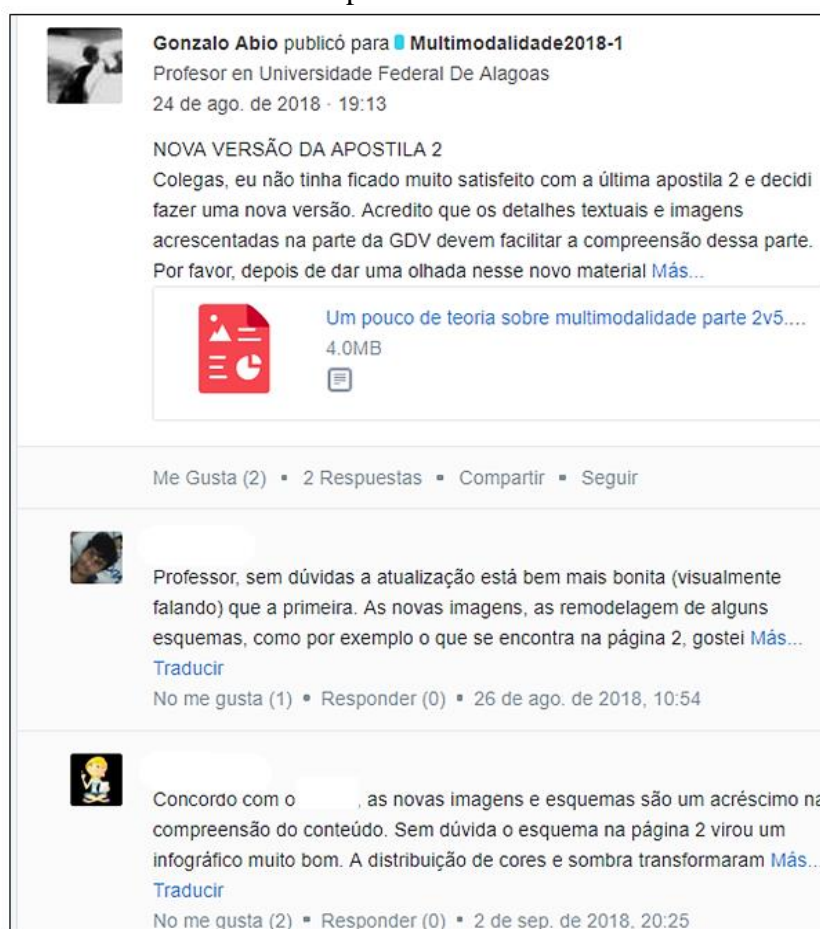 Gonzalo Abio publicó para Multimodalidade2018-1
Profesor en Universidade Federal De Alagoas
24 de ago. de 2018 · 19:13
NOVA VERSÃO DA APOSTILA 2
Colegas, eu não tinha ficado muito satisfeito com a última apostila 2 e decidi
fazer uma nova versão. Acredito que os detalhes textuais e imagens
acrescentadas na parte da GDV devem facilitar a compreensão dessa parte.
Por favor, depois de dar uma olhada nesse novo material Más...
Um pouco de teoria sobre multimodalidade parte 2v5....
4.0MB
Me Gusta (2) ▪ 2 Respuestas ▪ Compartir ▪ Seguir
Professor, sem dúvidas a atualização está bem mais bonita (visualmente
falando) que a primeira. As novas imagens, as remodelagem de alguns
esquemas, como por exemplo o que se encontra na página 2, gostei Más...
Traducir
No me gusta (1) ▪ Responder (0) ▪ 26 de ago. de 2018, 10:54
Concordo com o , as novas imagens e esquemas são um acréscimo na
compreensão do conteúdo. Sem dúvida o esquema na página 2 virou um
infográfico muito bom. A distribuição de cores e sombra transformaram Más...
Traducir
No me gusta (2) ▪ Responder (0) ▪ 2 de sep. de 2018, 20:25